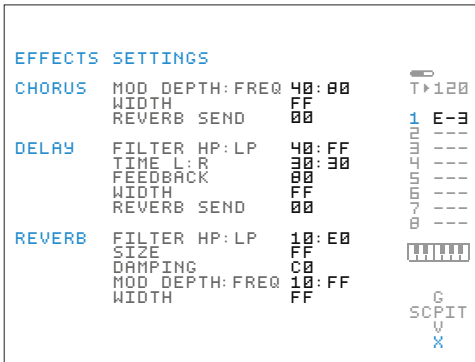 EFFECTS SETTINGS
CHORUS MOD DEPTH:FREQ 40:80
WIDTH FF
REVERB SEND 00
DELAY FILTER HP:LP 40:FF
TIME L:R 30:30
FEEDBACK 80
WIDTH FF
REVERB SEND 00
REVERB FILTER HP:LP 10:E0
SIZE FF
DAMPING C0
MOD DEPTH:FREQ 10:FF
WIDTH FF
T▸120
1 E-3
2 ---
3 ---
4 ---
5 ---
6 ---
7 ---
8 ---
G
SCPIT
V
X